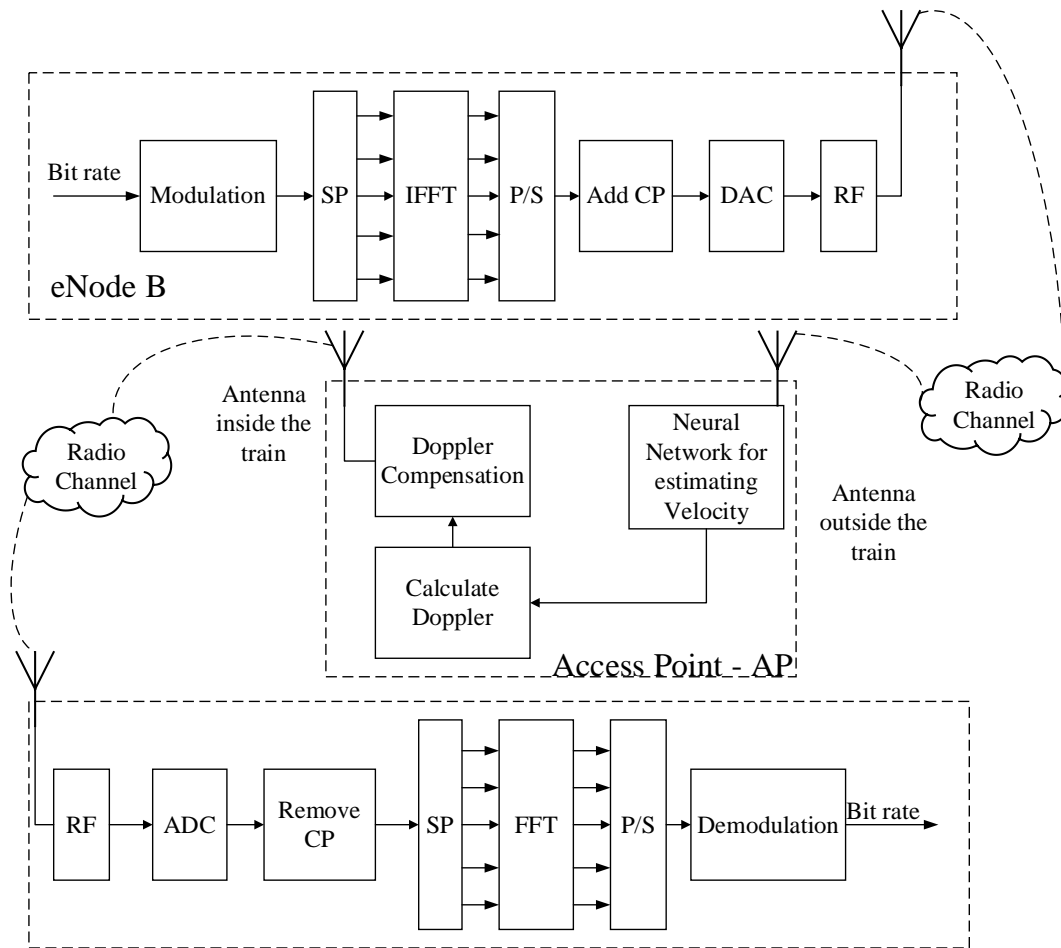 Bit rate
Modulation
SP
IFFT
P/S
Add CP
DAC
RF
eNode B
Radio
Channel
Antenna
inside the
train
Doppler
Compensation
Neural
Network for
estimating
Velocity
Radio
Channel
Antenna
outside the
train
Calculate
Doppler
Access Point - AP
RF
ADC
Remove
CP
SP
FFT
P/S
Demodulation
Bit rate